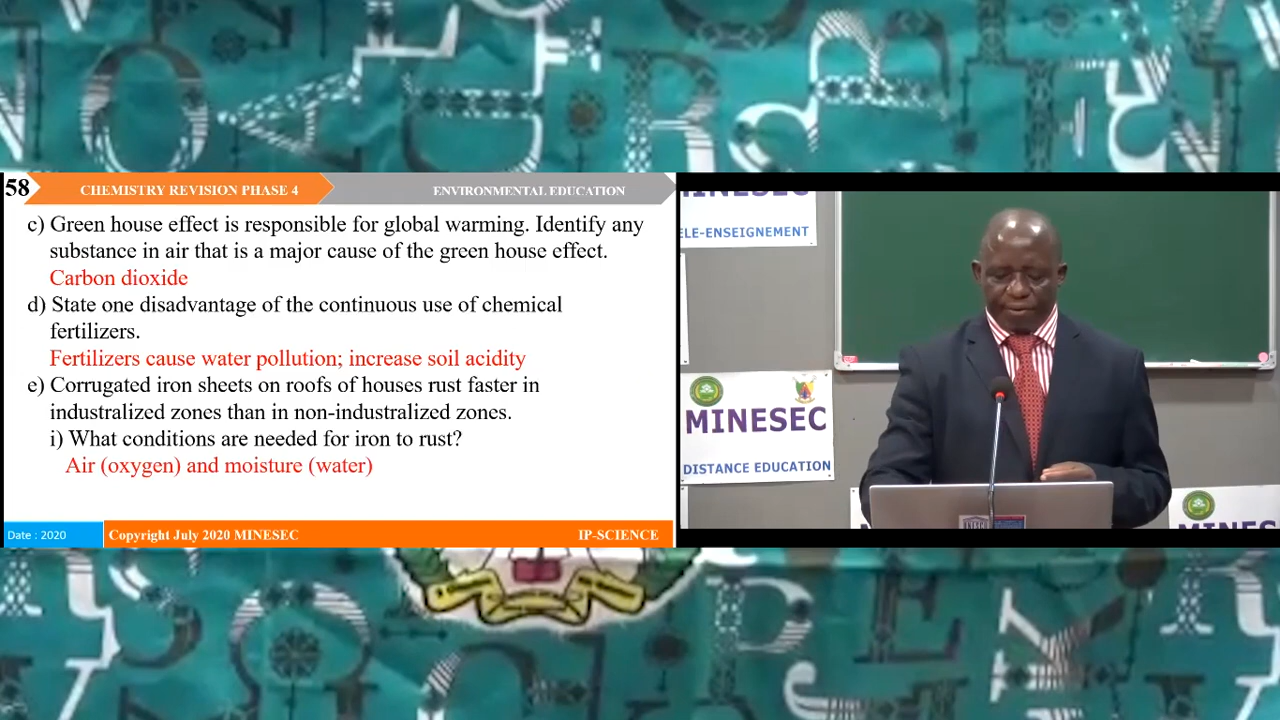 58
CHEMISTRY REVISION PHASE 4
ENVIRONMENTAL EDUCATION
c) Green house effect is responsible for global warming. Identify any
substance in air that is a major cause of the green house effect.
Carbon dioxide
d) State one disadvantage of the continuous use of chemical
fertilizers.
Fertilizers cause water pollution; increase soil acidity
e) Corrugated iron sheets on roofs of houses rust faster in
industralized zones than in non-industralized zones.
i) What conditions are needed for iron to rust?
Air (oxygen) and moisture (water)
Date : 2020
Copyright July 2020 MINESEC
IP-SCIENCE
MINESEC
ELE-ENSEIGNEMENT
MINESEC
DISTANCE EDUCATION
MINES